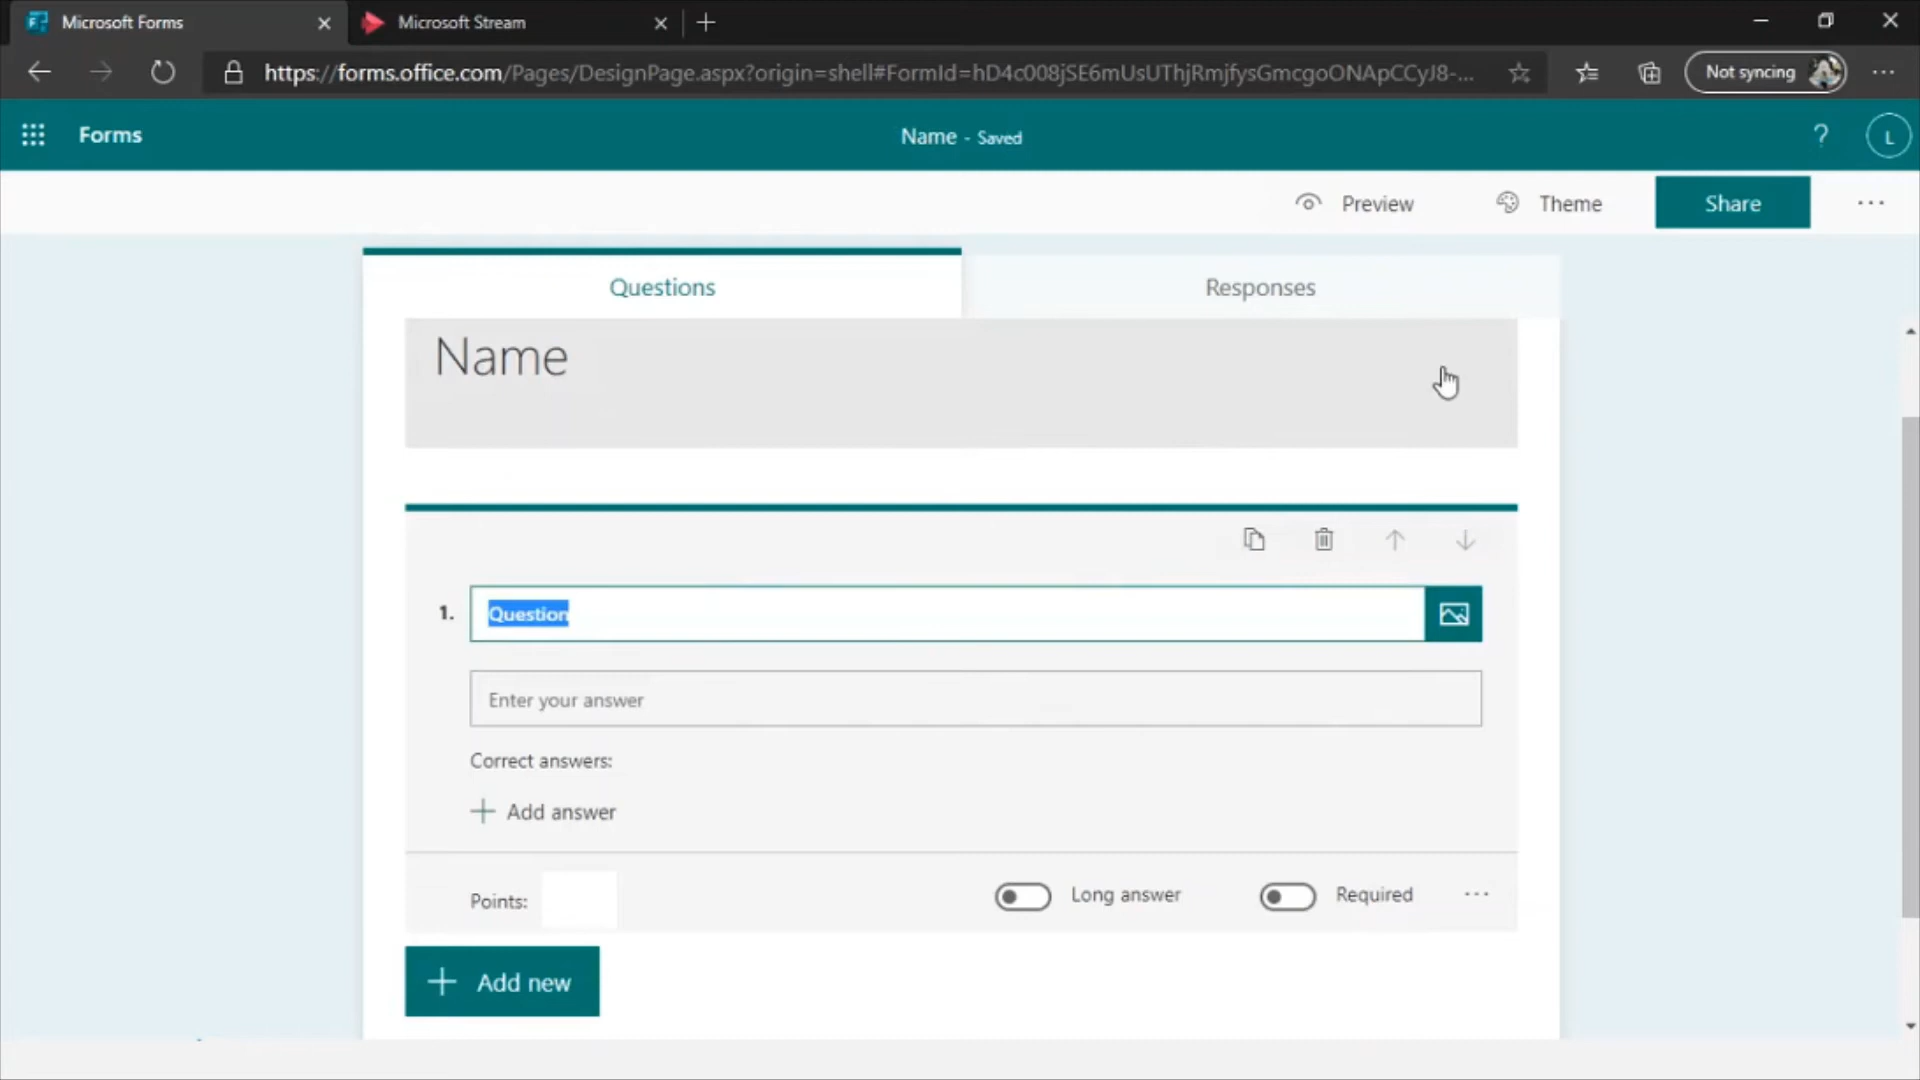 Microsoft Forms
Microsoft Stream
https://forms.office.com/Pages/DesignPage.aspx?origin=shell#FormId=hD4c008jSE6mUsUThjRmjfysGmcgoONApCCyJ8-...
Not syncing
Forms
Name - Saved
?
L
Preview
Theme
Share
Questions
Responses
Name
1.
Question
Enter your answer
Correct answers:
Add answer
Points:
Long answer
Required
Add new